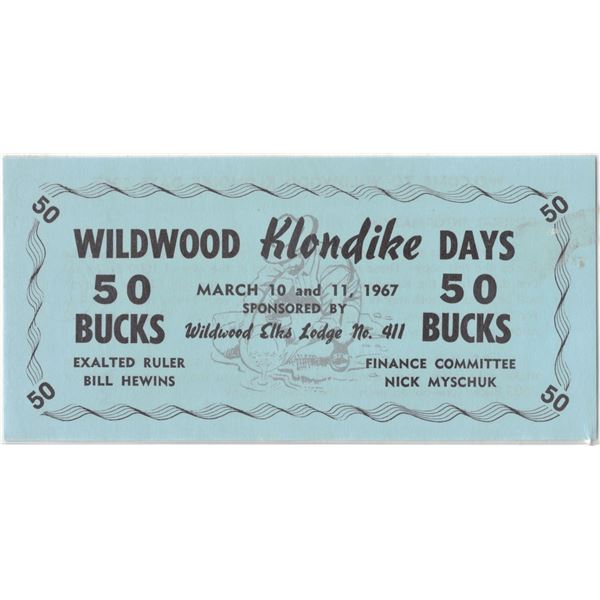 50 50
WILDWOOD Klondike DAYS
50 BUCKS
MARCH 10 and 11, 1967
SPONSORED BY
Wildwood Elks Lodge No. 411
50 BUCKS
EXALTED RULER
BILL HEWINS
FINANCE COMMITTEE
NICK MYSCHUK
50 50